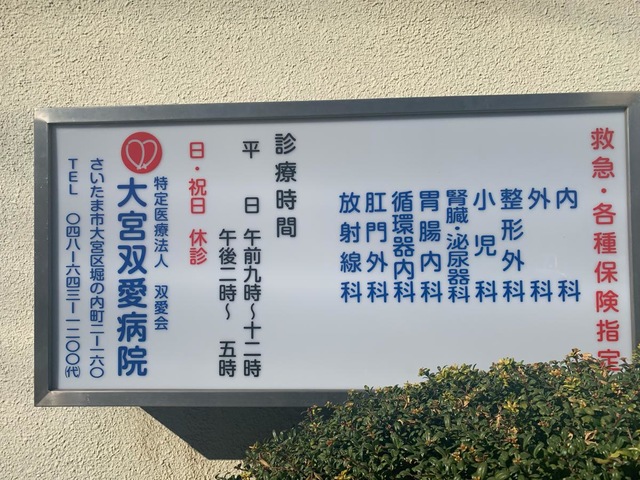 救急・各種保険指定
内科
外科
整形外科
小児科
腎臓・泌尿器科
胃腸内科
循環器内科
肛門外科
放射線科
診療時間
平日 午前九時〜十二時
午後二時〜 五時
日・祝日 休診
特定医療法人 双愛会
大宮双愛病院
さいたま市大宮区堀の内町二ー一六〇
TEL 〇四八ー六四三ー一二〇〇(代)